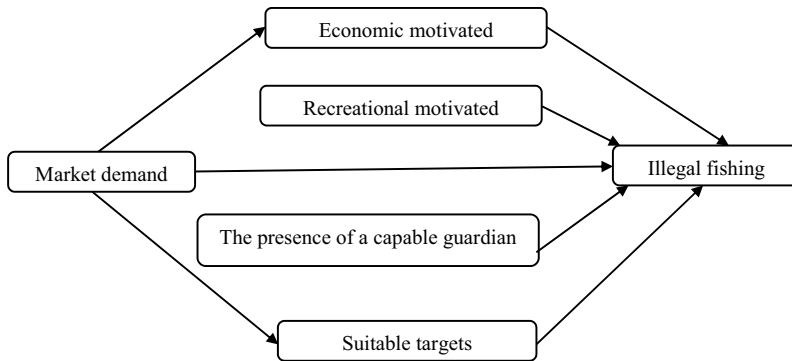 Economic motivated
Recreational motivated
Market demand
Illegal fishing
The presence of a capable guardian
Suitable targets